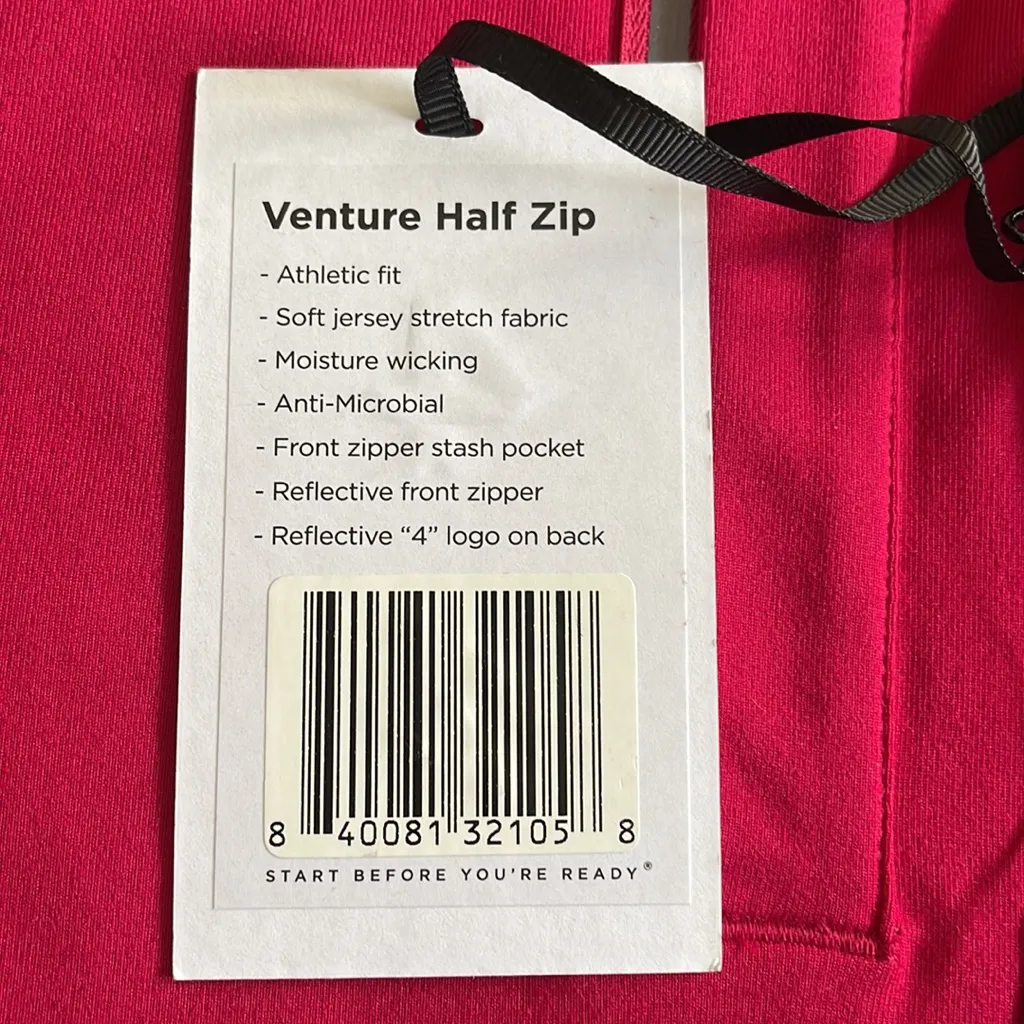 Venture Half Zip
- Athletic fit
- Soft jersey stretch fabric
- Moisture wicking
- Anti-Microbial
- Front zipper stash pocket
- Reflective front zipper
- Reflective “4” logo on back
8 40081 32105 8
START BEFORE YOU'RE READY®